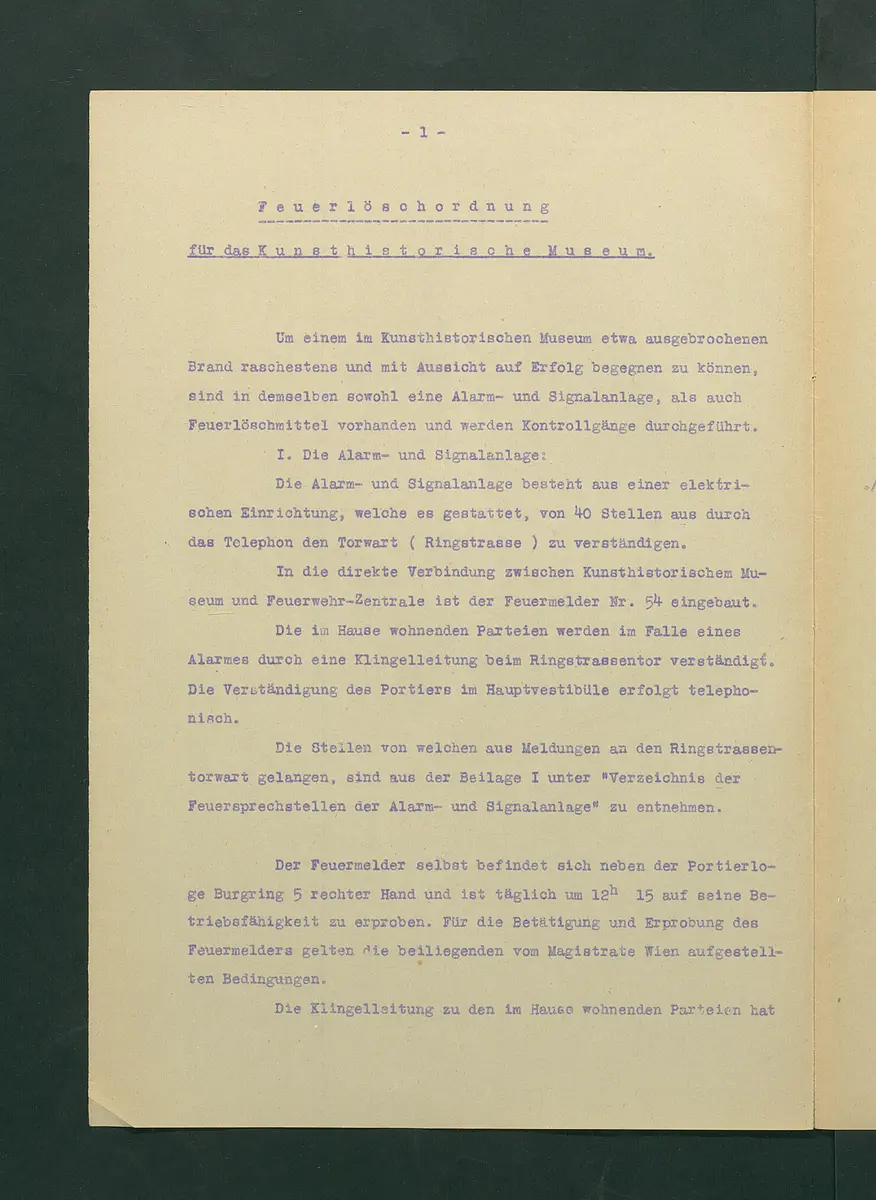 - 1 -
Feuerlöschordnung
für das Kunsthistorische Museum.
Um einem im Kunsthistorischen Museum etwa ausgebrochenen
Brand raschestens und mit Aussicht auf Erfolg begegnen zu können,
sind in demselben sowohl eine Alarm- und Signalanlage, als auch
Feuerlöschmittel vorhanden und werden Kontrollgänge durchgeführt.
I. Die Alarm- und Signalanlage:
Die Alarm- und Signalanlage besteht aus einer elektri-
schen Einrichtung, welche es gestattet, von 40 Stellen aus durch
das Telephon den Torwart ( Ringstrasse ) zu verständigen.
In die direkte Verbindung zwischen Kunsthistorischem Mu-
seum und Feuerwehr-Zentrale ist der Feuermelder Nr. 54 eingebaut.
Die im Hause wohnenden Parteien werden im Falle eines
Alarmes durch eine Klingelleitung beim Ringstrassentor verständigt.
Die Verständigung des Portiers im Hauptvestibüle erfolgt telepho-
nisch.
Die Stellen von welchen aus Meldungen an den Ringstrassen-
torwart gelangen, sind aus der Beilage I unter "Verzeichnis der
Feuersprechstellen der Alarm- und Signalanlage" zu entnehmen.
Der Feuermelder selbst befindet sich neben der Portierlo-
ge Burgring 5 rechter Hand und ist täglich um 12h 15 auf seine Be-
triebsfähigkeit zu erproben. Für die Betätigung und Erprobung des
Feuermelders gelten die beiliegenden vom Magistrate Wien aufgestell-
ten Bedingungen.
Die Klingelleitung zu den im Hause wohnenden Parteien hat